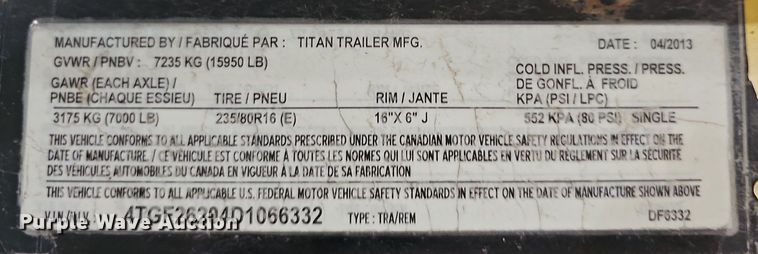 MANUFACTURED BY / FABRIQUÉ PAR : TITAN TRAILER MFG. DATE : 04/2013
GVWR / PNBV : 7235 KG (15950 LB)
GAWR (EACH AXLE) / COLD INFL. PRESS. / PRESS.
DE GONFL. À FROID
PNBE (CHAQUE ESSIEU) TIRE / PNEU RIM / JANTE KPA (PSI / LPC)
3175 KG (7000 LB) 235/80R16 (E) 16"X 6" J 552 KPA (80 PSI) SINGLE
THIS VEHICLE CONFORMS TO ALL APPLICABLE STANDARDS PRESCRIBED UNDER THE CANADIAN MOTOR VEHICLE SAFETY REGULATIONS IN EFFECT ON THE
DATE OF MANUFACTURE / CE VÉHICULE EST CONFORME À TOUTES LES NORMES QUI LUI SONT APPLICABLES EN VERTU DU RÈGLEMENT SUR LA SÉCURITÉ
DES VÉHICULES AUTOMOBILES DU CANADA EN VIGUEUR À LA DATE DE SA FABRICATION
THIS VEHICLE CONFORMS TO ALL APPLICABLE U.S. FEDERAL MOTOR VEHICLE SAFETY STANDARDS IN EFFECT ON THE DATE OF MANUFACTURE SHOWN ABOVE
TYPE : TRA/REM DF6332
Purple Wave Auction